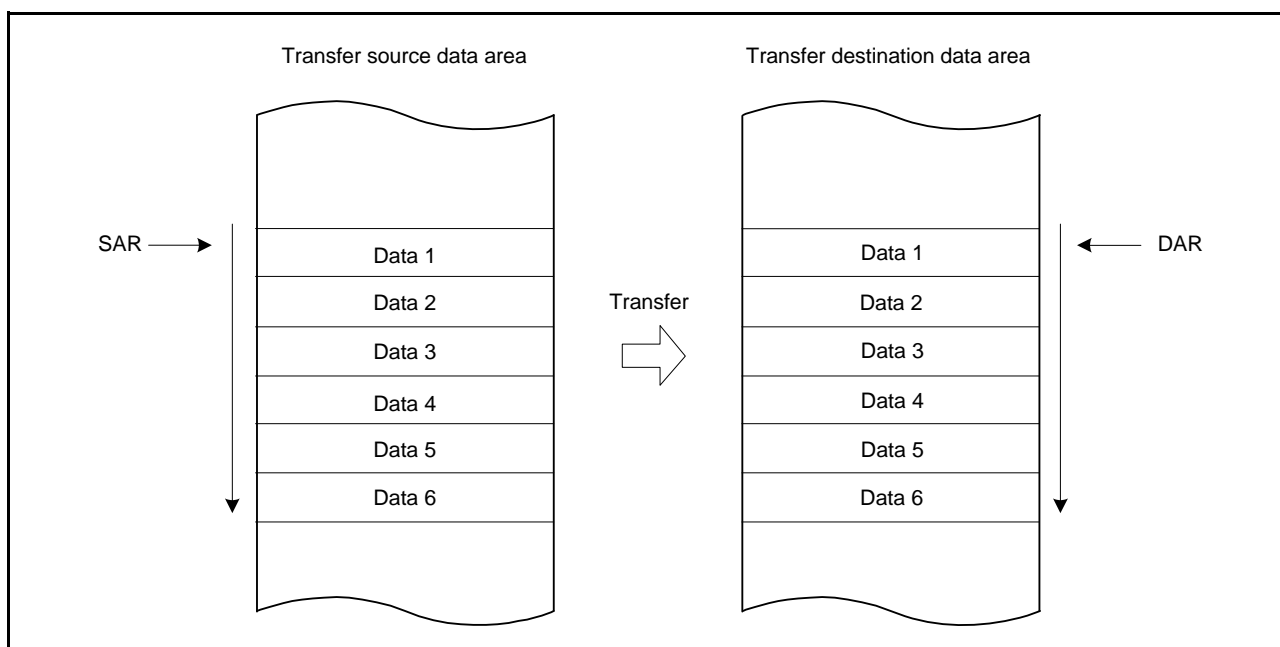 Transfer source data area
Transfer destination data area
SAR
Data 1
Data 2
Data 3
Data 4
Data 5
Data 6
Transfer
Data 1
Data 2
Data 3
Data 4
Data 5
Data 6
DAR